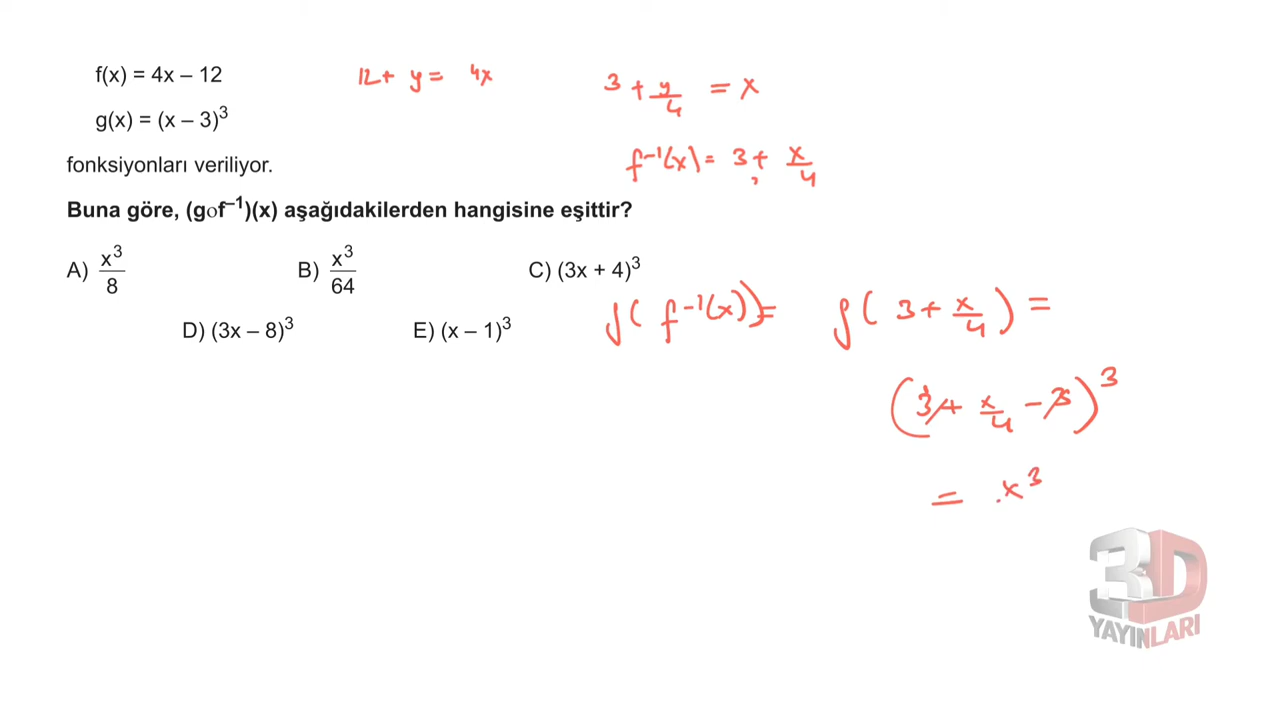 f(x) = 4x – 12
12 + y = 4x
3 + y/4 = x
g(x) = (x – 3)³
f⁻¹(x) = 3 + x/4
fonksiyonları veriliyor.
Buna göre, (gof⁻¹)(x) aşağıdakilerden hangisine eşittir?
A) x³/8 B) x³/64 C) (3x + 4)³
D) (3x – 8)³ E) (x – 1)³
g(f⁻¹(x)) = g(3 + x/4) =
(3 + x/4 - 3)³
= x³
3D
YAYINLARI